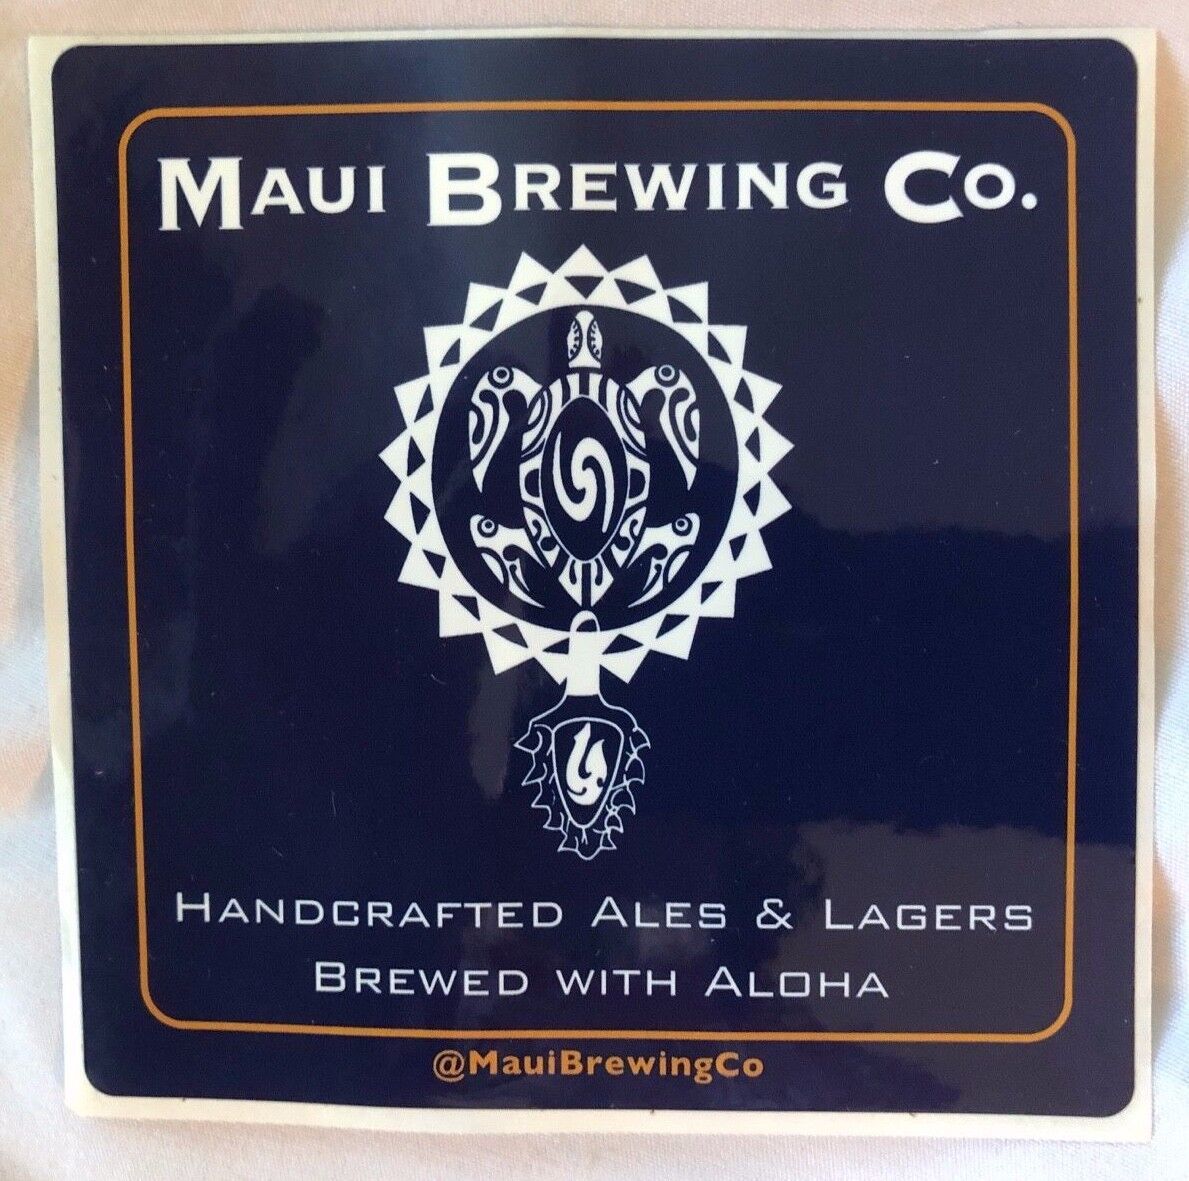 Maui Brewing Co.
Handcrafted Ales & Lagers
Brewed with Aloha
@MauiBrewingCo